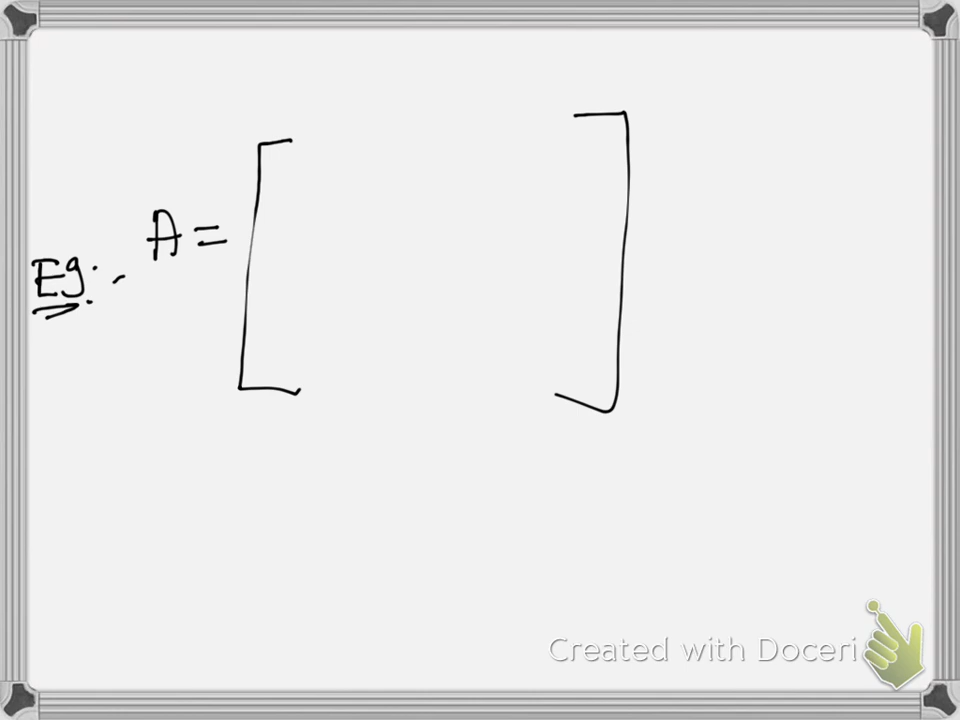 Eg:- A = [ ]
Created with Doceri